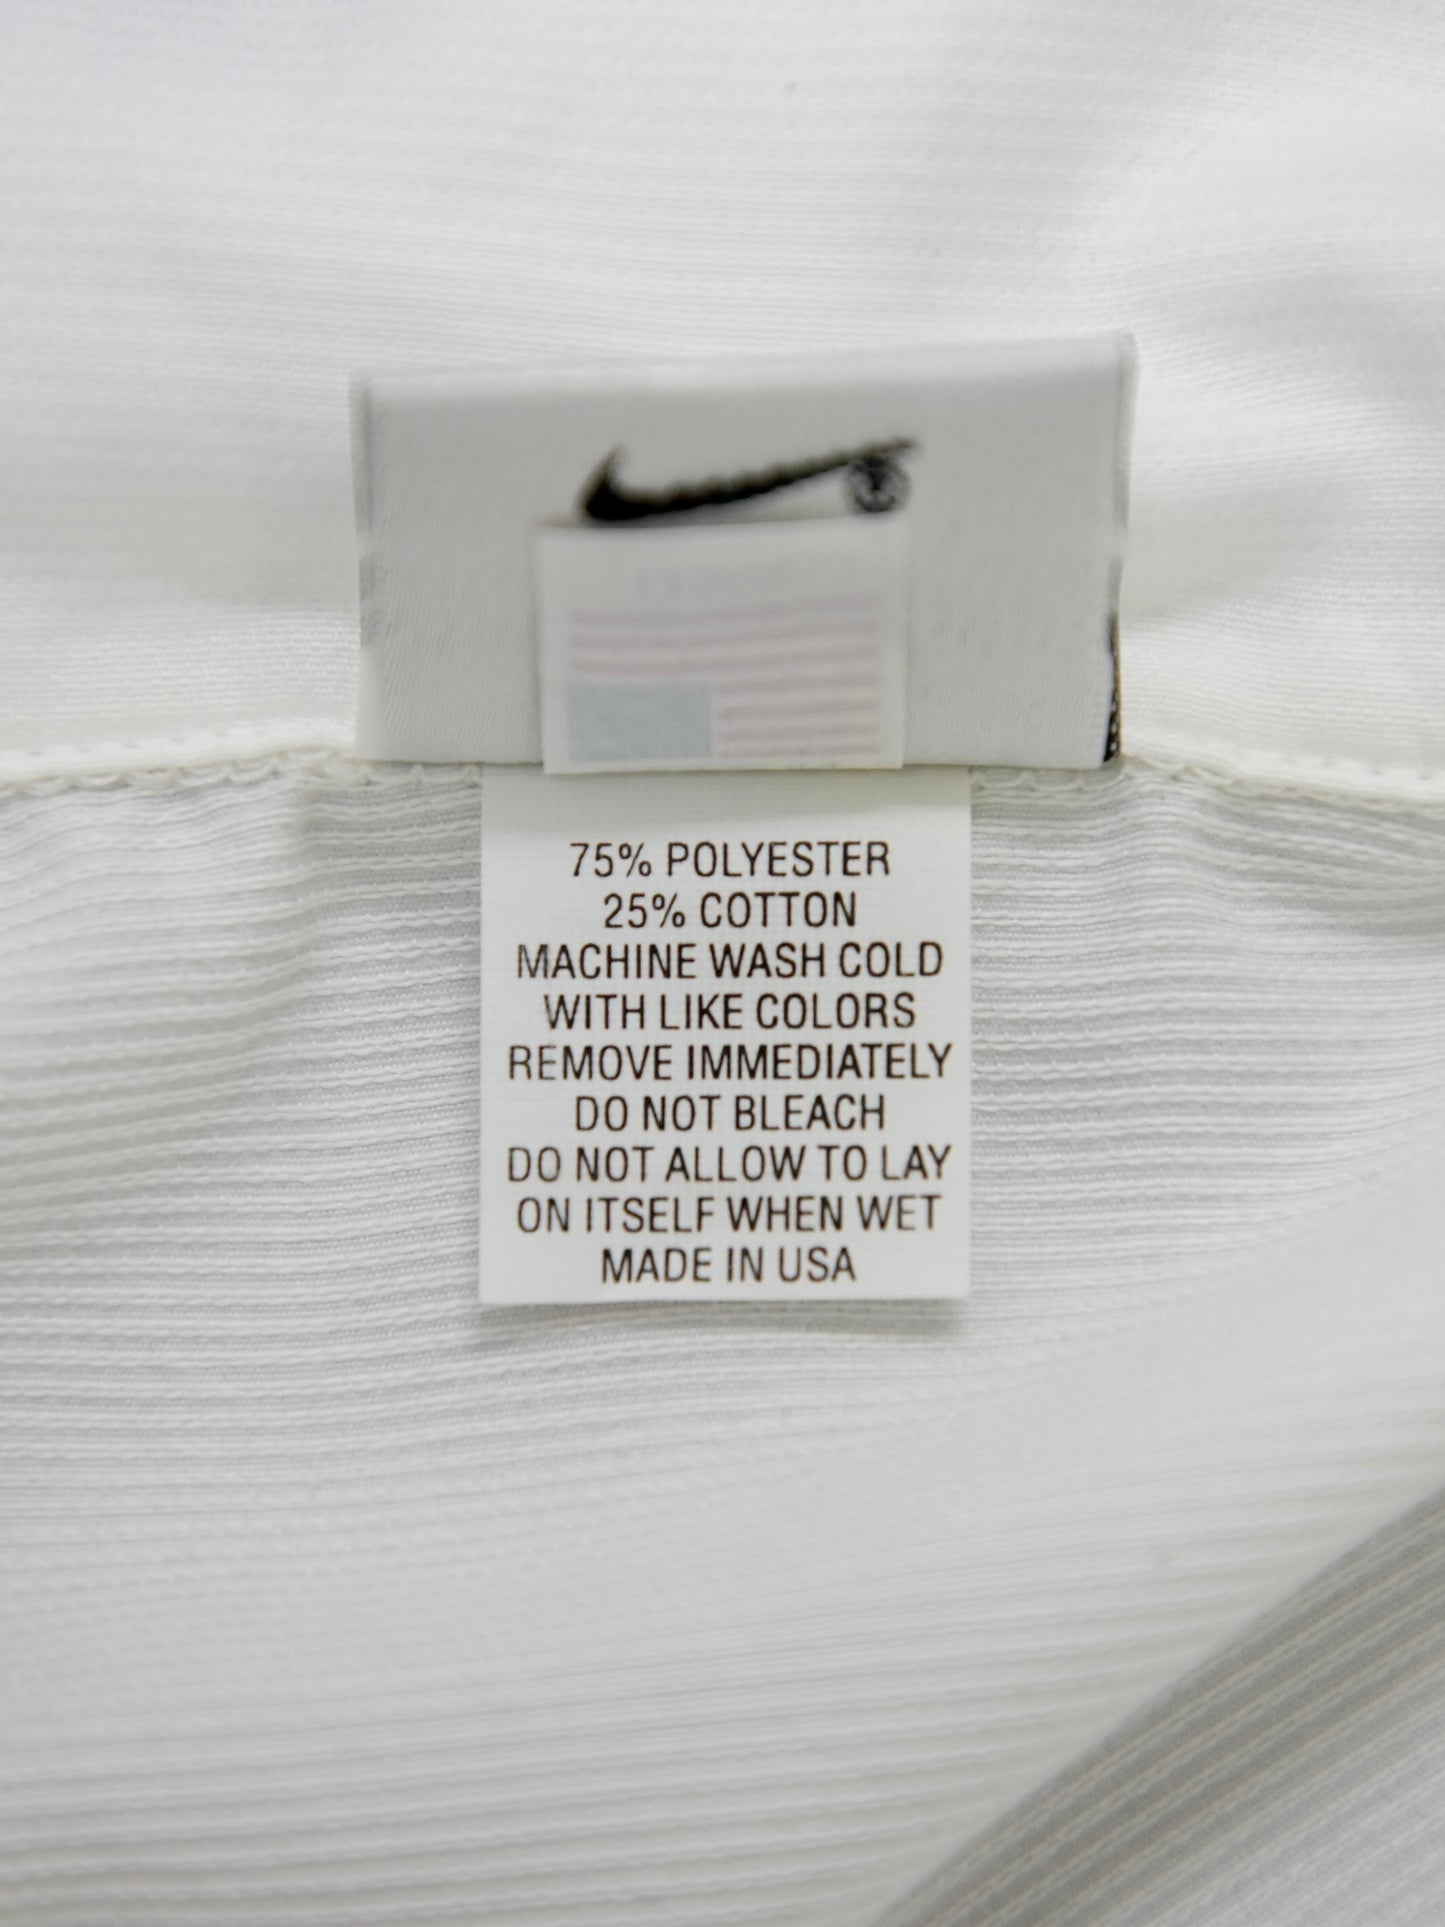 75% POLYESTER
25% COTTON
MACHINE WASH COLD
WITH LIKE COLORS
REMOVE IMMEDIATELY
DO NOT BLEACH
DO NOT ALLOW TO LAY
ON ITSELF WHEN WET
MADE IN USA